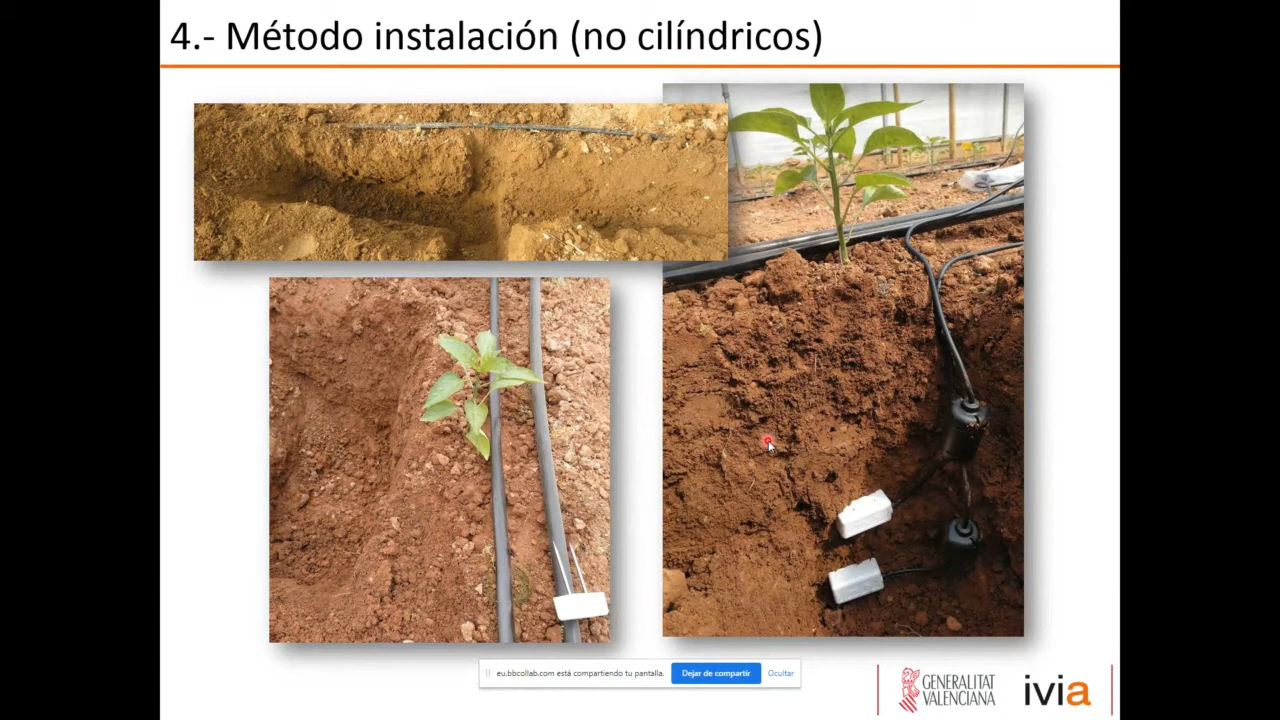 4.- Método instalación (no cilíndricos)
eu.bbcollab.com está compartiendo tu pantalla.
Dejar de compartir
Ocultar
GENERALITAT
VALENCIANA
ivia